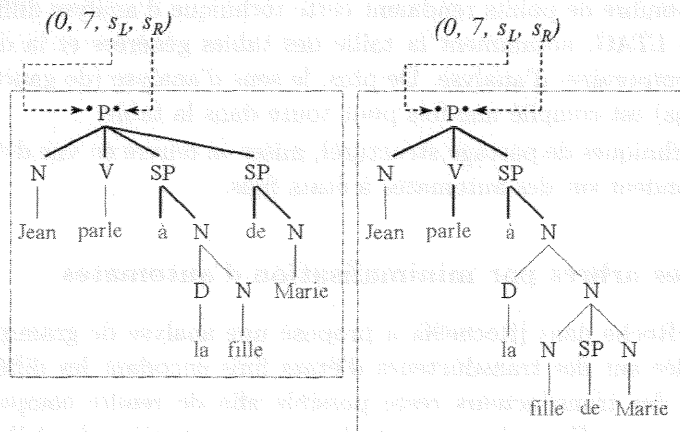 (0, 7, s_L, s_R) (0, 7, s_L, s_R)
• P • • P •
N V SP SP N V SP
Jean parle à N de N Jean parle à N
D N Marie D N
la fille la N SP N
fille de Marie